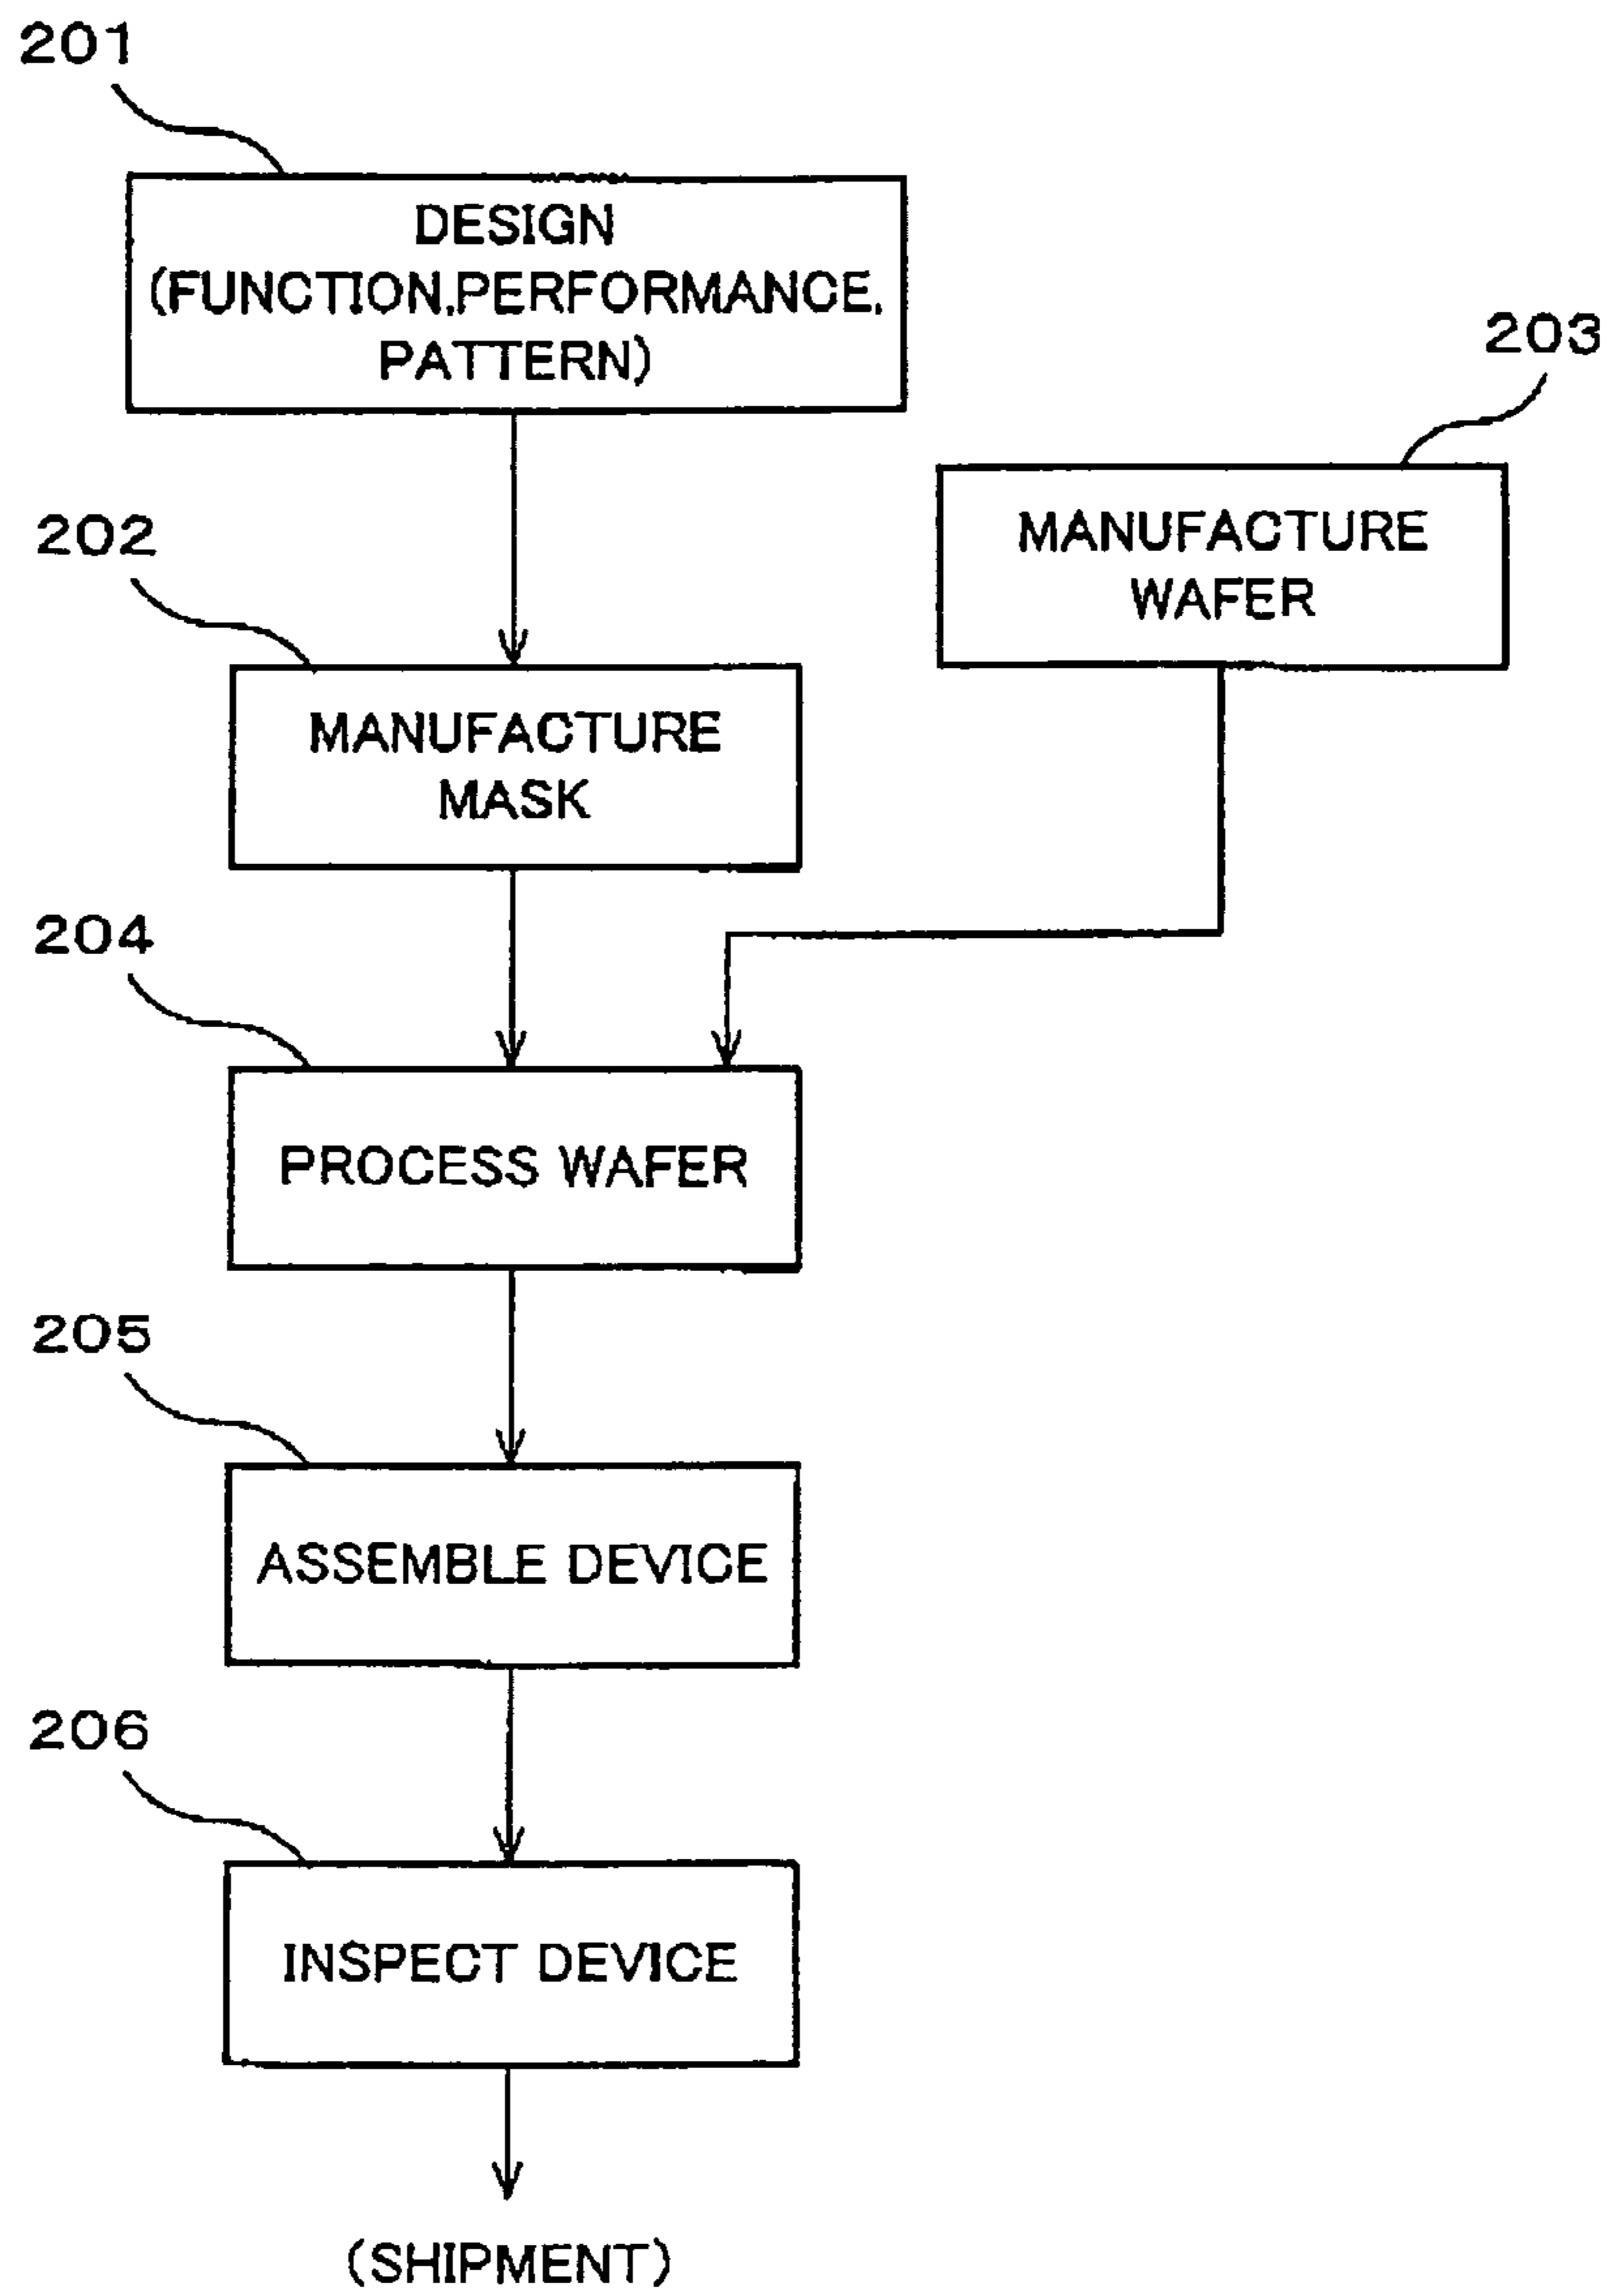 201
DESIGN
(FUNCTION,PERFORMANCE,
PATTERN)
203
MANUFACTURE
WAFER
202
MANUFACTURE
MASK
204
PROCESS WAFER
205
ASSEMBLE DEVICE
206
INSPECT DEVICE
(SHIPMENT)